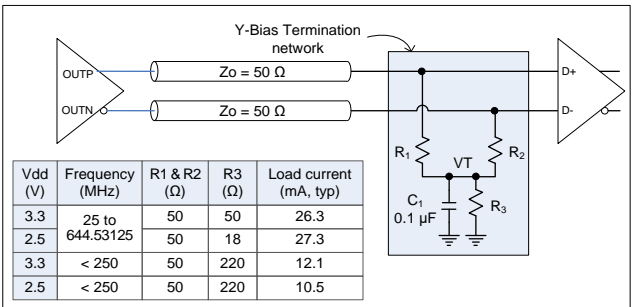 Y-Bias Termination
network
OUTP
Zo = 50 Ω
D+
OUTN
Zo = 50 Ω
D-
R1
VT
R2
C1
0.1 µF
R3
Vdd (V) Frequency (MHz) R1 & R2 (Ω) R3 (Ω) Load current (mA, typ)
3.3 25 to 644.53125 50 50 26.3
2.5 50 18 27.3
3.3 < 250 50 220 12.1
2.5 < 250 50 220 10.5